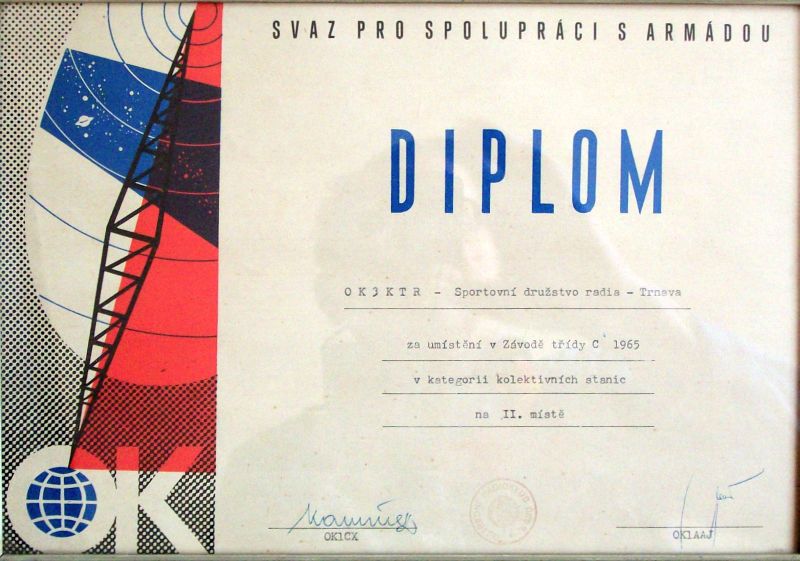 SVAZ PRO SPOLUPRÁCI S ARMÁDOU
DIPLOM
OK3KTR - Sportovní družstvo radia - Trnava
za umístění v Závodě třídy C 1965
v kategorii kolektivních stanic
na II. místě
OK1CX
OK1AAJ
OK